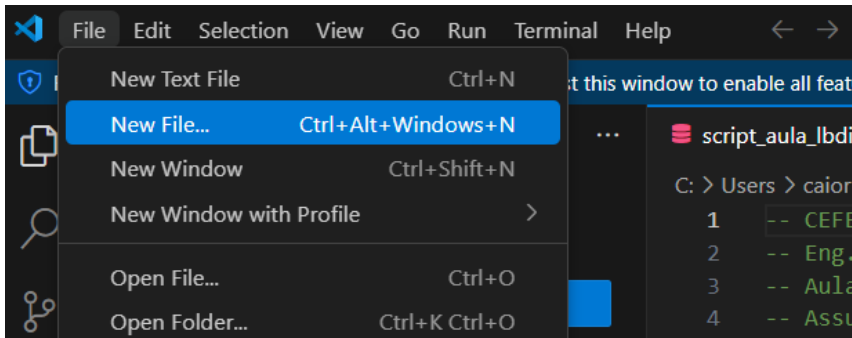 File Edit Selection View Go Run Terminal Help
New Text File Ctrl+N
this window to enable all
New File... Ctrl+Alt+Windows+N
New Window Ctrl+Shift+N
New Window with Profile
Open File... Ctrl+O
Open Folder... Ctrl+K Ctrl+O
script_aula_lbdi
C: > Users > caior
1 -- CEFE
2 -- Eng.
3 -- Aula
4 -- Assu